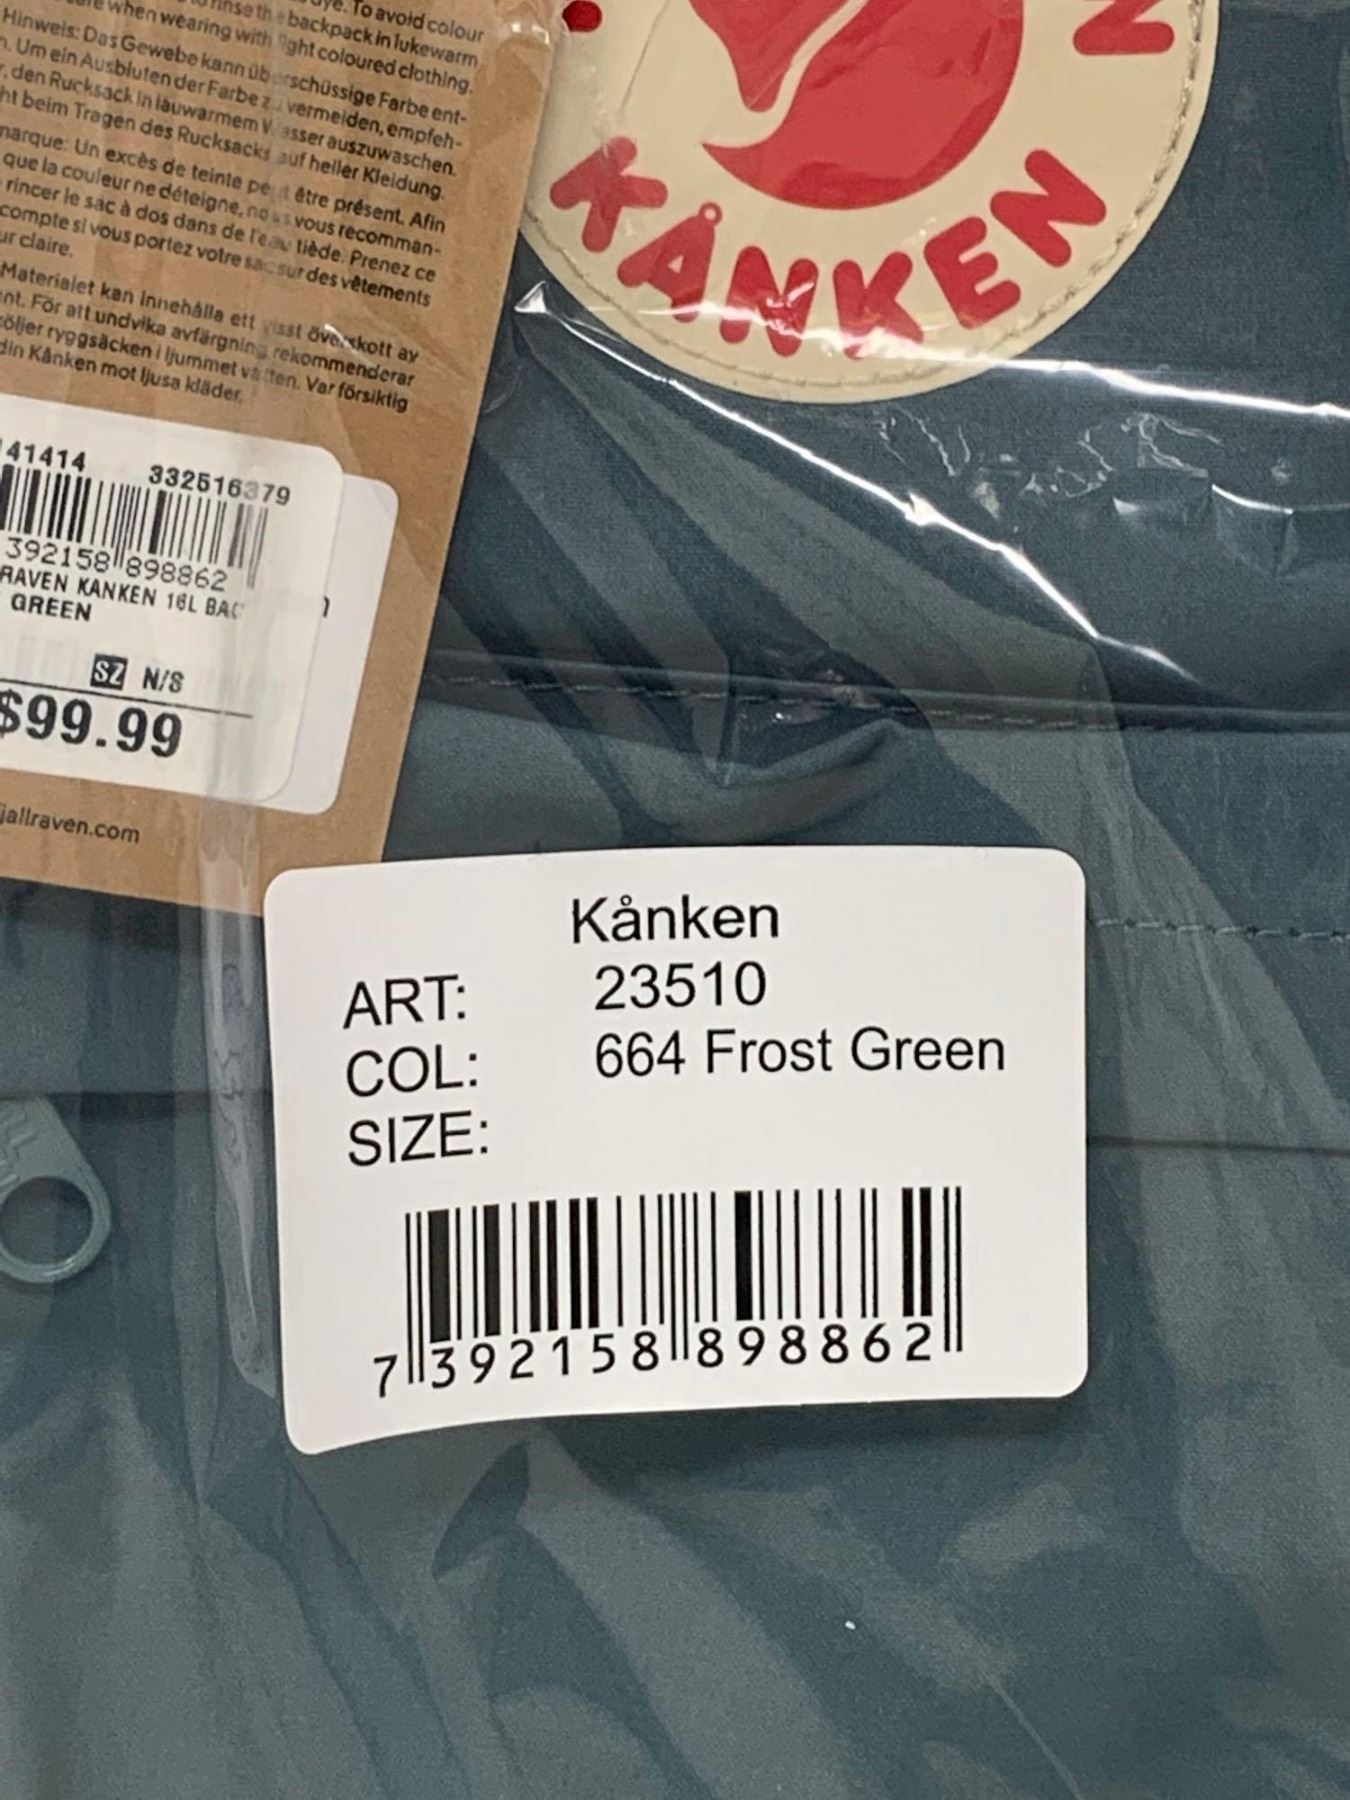 dye. To avoid colour
rinse the backpack in lukewarm
when wearing with light coloured clothing.
Hinweis: Das Gewebe kann überschüssige Farbe ent-
Um ein Ausbluten der Farbe zu vermeiden, empfeh-
den Rucksack in lauwarmem Wasser auszuwaschen.
beim Tragen des Rucksacks auf heller Kleidung.
marque: Un excès de teinte peut être présent. Afin
que la couleur ne déteigne, nous vous recomman-
rincer le sac à dos dans de l'eau tiède. Prenez ce
compte si vous portez votre sac sur des vêtements
ur claire.
Materialet kan innehålla ett visst överskott av
För att undvika avfärgning rekommenderar
sköljer ryggsäcken i ljummet vatten. Var försiktig
din Kånken mot ljusa kläder.
N
KÅNKEN
41414 332516379
392158 898862
RAVEN KANKEN 16L BAC
GREEN
SZ N/S
$99.99
jallraven.com
Kånken
ART: 23510
COL: 664 Frost Green
SIZE:
7 392158 898862